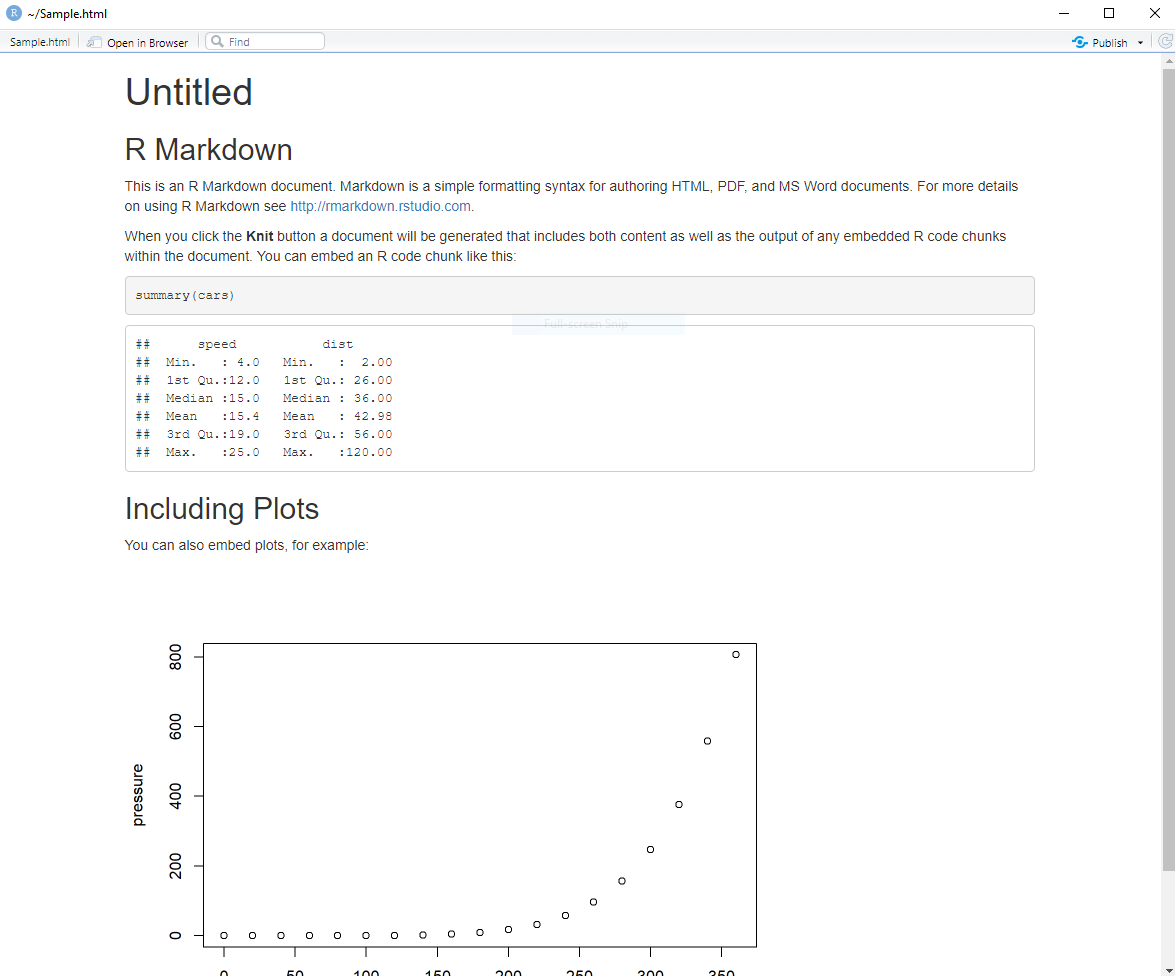 R ~/Sample.html
Sample.html Open in Browser Find Publish
Untitled
R Markdown
This is an R Markdown document. Markdown is a simple formatting syntax for authoring HTML, PDF, and MS Word documents. For more details
on using R Markdown see http://rmarkdown.rstudio.com.
When you click the Knit button a document will be generated that includes both content as well as the output of any embedded R code chunks
within the document. You can embed an R code chunk like this:
summary(cars)
Full-screen Snip
##      speed           dist
##  Min.   : 4.0   Min.   :  2.00
##  1st Qu.:12.0   1st Qu.: 26.00
##  Median :15.0   Median : 36.00
##  Mean   :15.4   Mean   : 42.98
##  3rd Qu.:19.0   3rd Qu.: 56.00
##  Max.   :25.0   Max.   :120.00
Including Plots
You can also embed plots, for example:
800
600
400
200
0
pressure
0 50 100 150 200 250 300 350